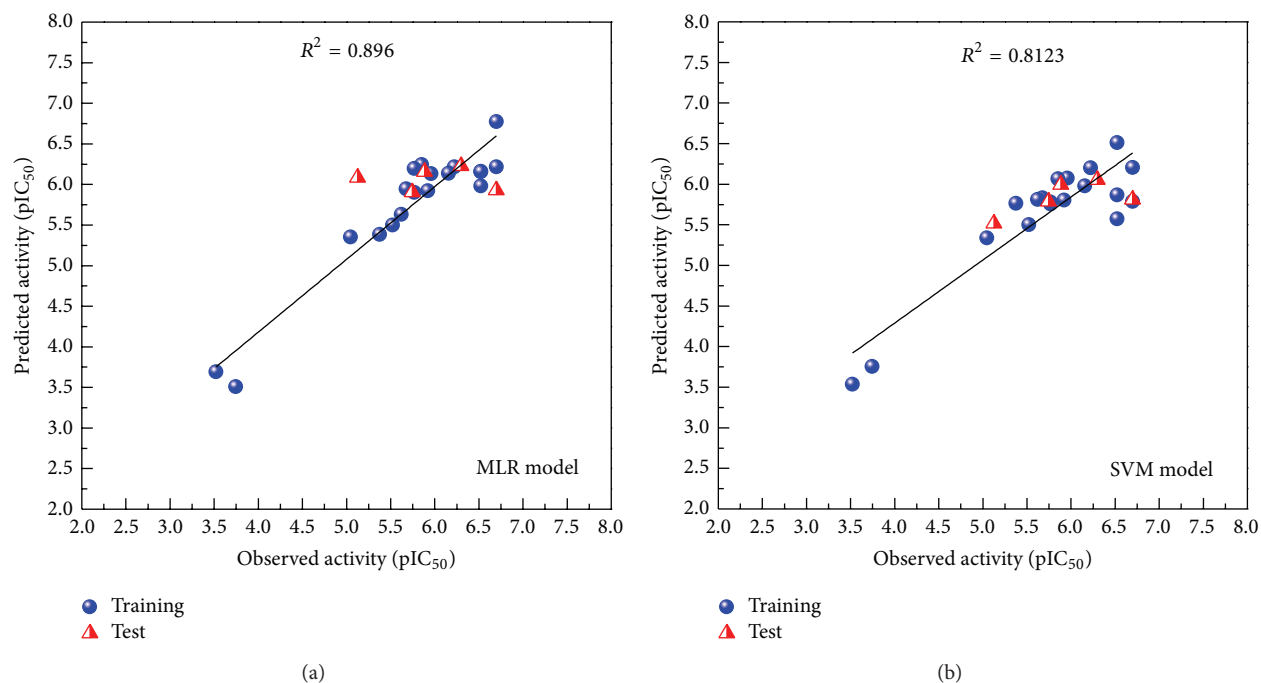 8.0
7.5
7.0
6.5
6.0
5.5
5.0
4.5
4.0
3.5
3.0
2.5
2.0
Predicted activity (pIC₅₀)
R² = 0.896
MLR model
2.0 2.5 3.0 3.5 4.0 4.5 5.0 5.5 6.0 6.5 7.0 7.5 8.0
Observed activity (pIC₅₀)
Training
Test
(a)
8.0
7.5
7.0
6.5
6.0
5.5
5.0
4.5
4.0
3.5
3.0
2.5
2.0
Predicted activity (pIC₅₀)
R² = 0.8123
SVM model
2.0 2.5 3.0 3.5 4.0 4.5 5.0 5.5 6.0 6.5 7.0 7.5 8.0
Observed activity (pIC₅₀)
Training
Test
(b)